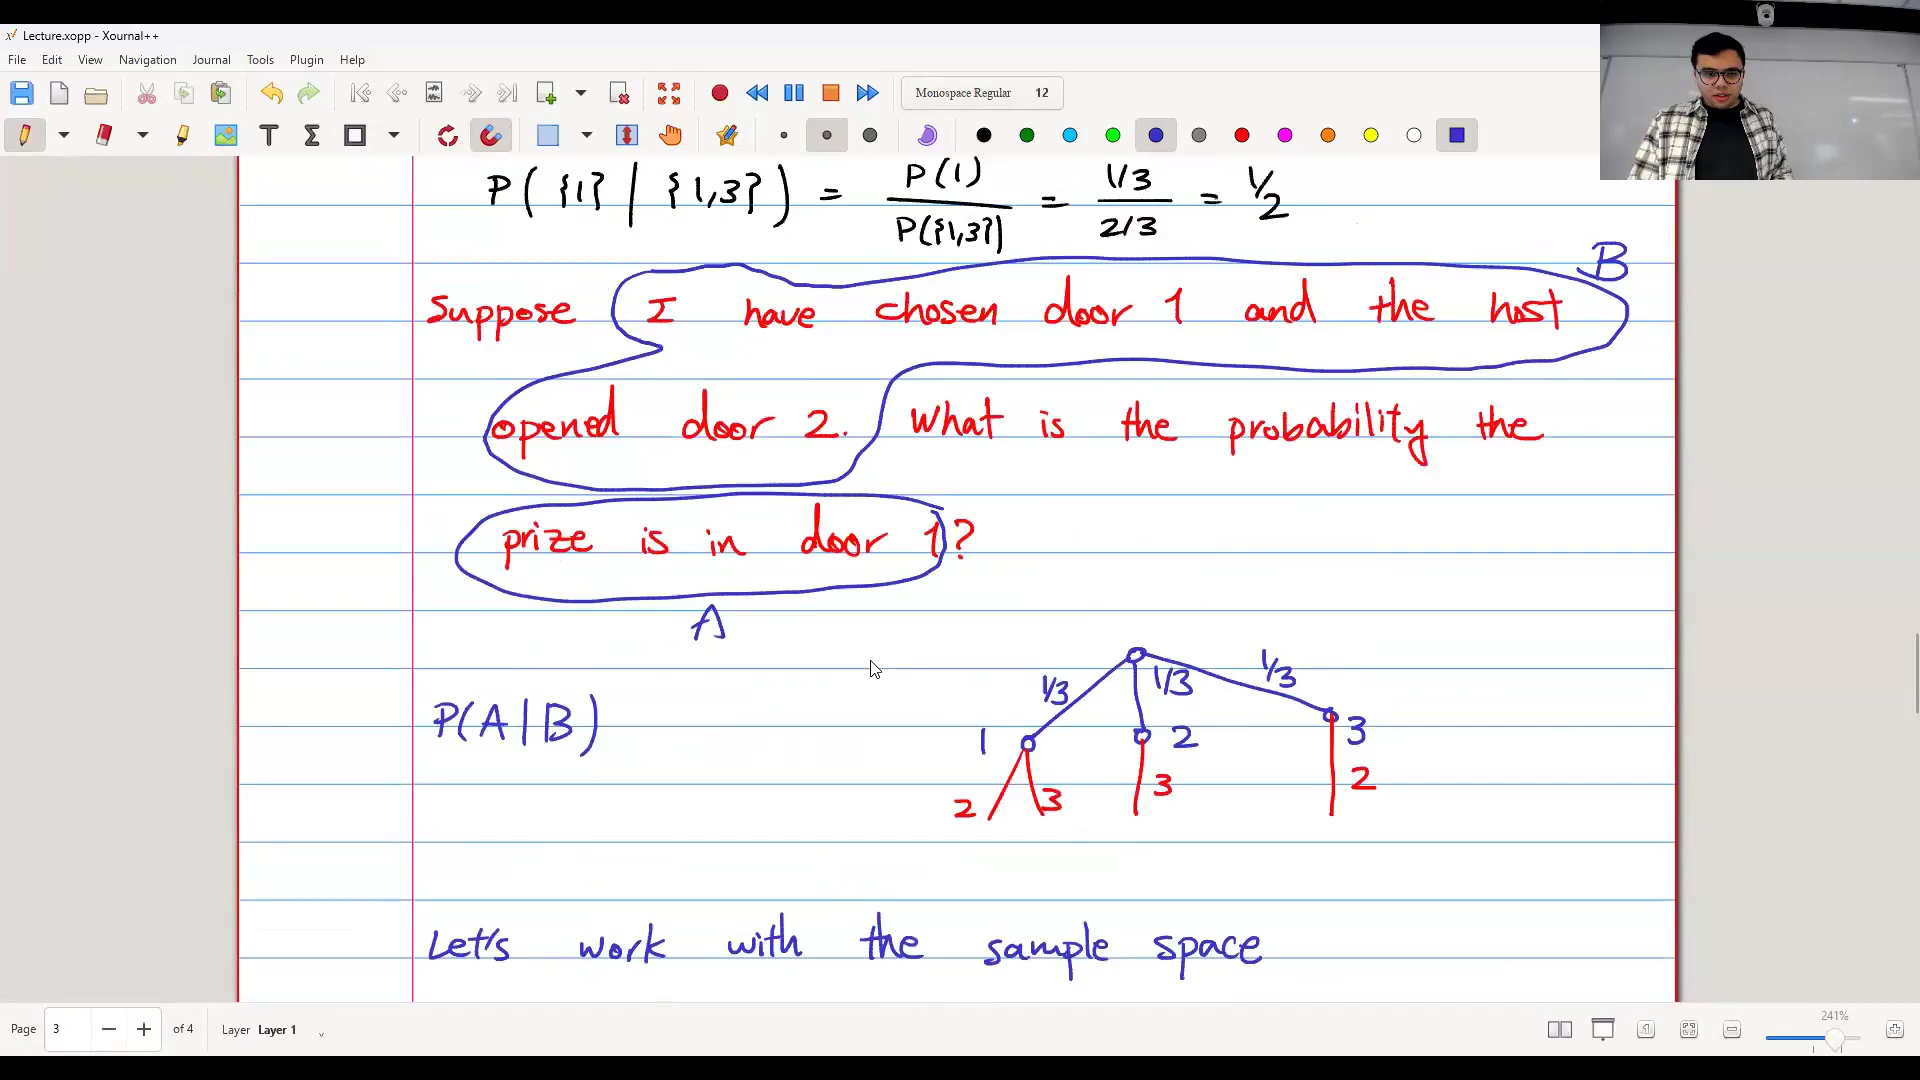 Lecture.xopp - Xournal++
File Edit View Navigation Journal Tools Plugin Help
Monospace Regular 12
P({1} | {1,3}) = P(1) / P({1,3}) = 1/3 / 2/3 = 1/2
B
Suppose I have chosen door 1 and the host
opened door 2. What is the probability the
prize is in door 1?
A
1/3 1/3 1/3
P(A|B)
1 2 3
2 3 3 2
Let's work with the sample space
Page 3 of 4 Layer Layer 1
241%